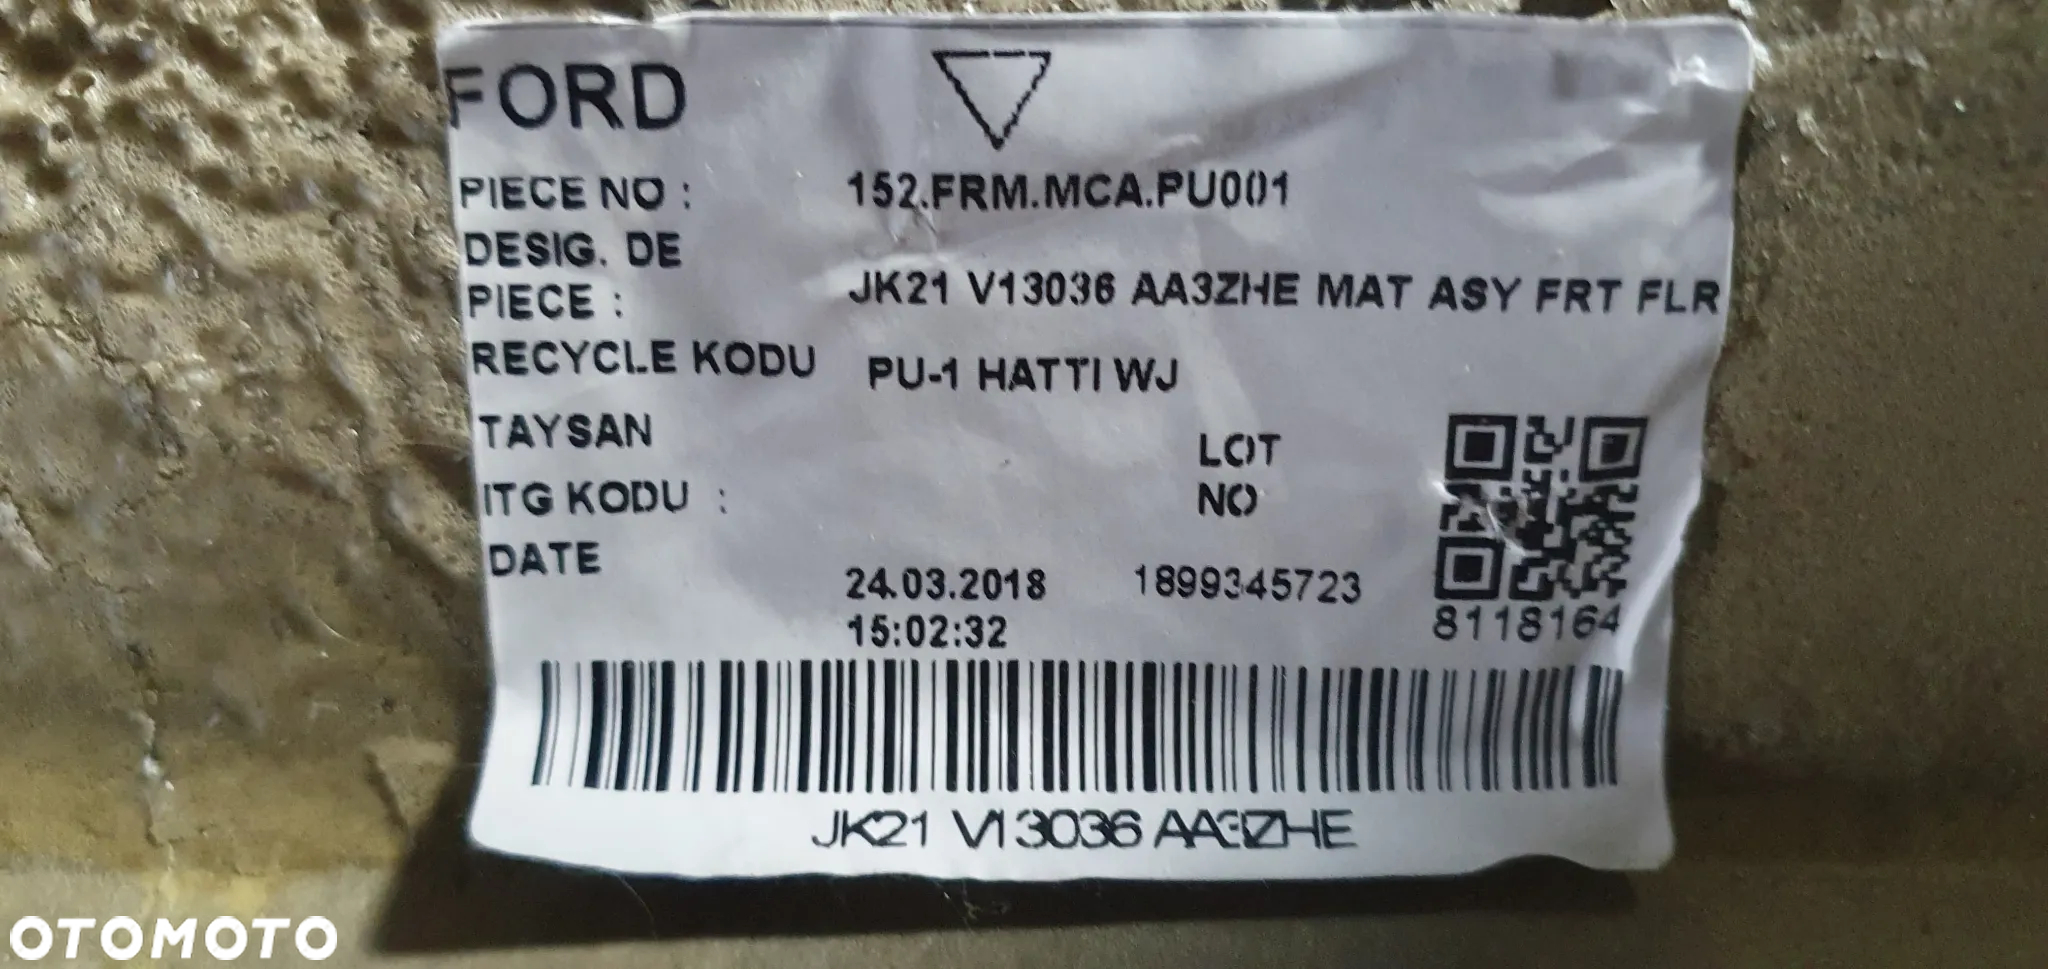 FORD
PIECE NO : 152.FRM.MCA.PU001
DESIG. DE
PIECE : JK21 V13036 AA3ZHE MAT ASY FRT FLR
RECYCLE KODU PU-1 HATTI WJ
TAYSAN
ITG KODU :
LOT
NO
DATE 24.03.2018 1899345723
15:02:32
8118164
JK21 V13036 AA3ZHE
OTOMOTO